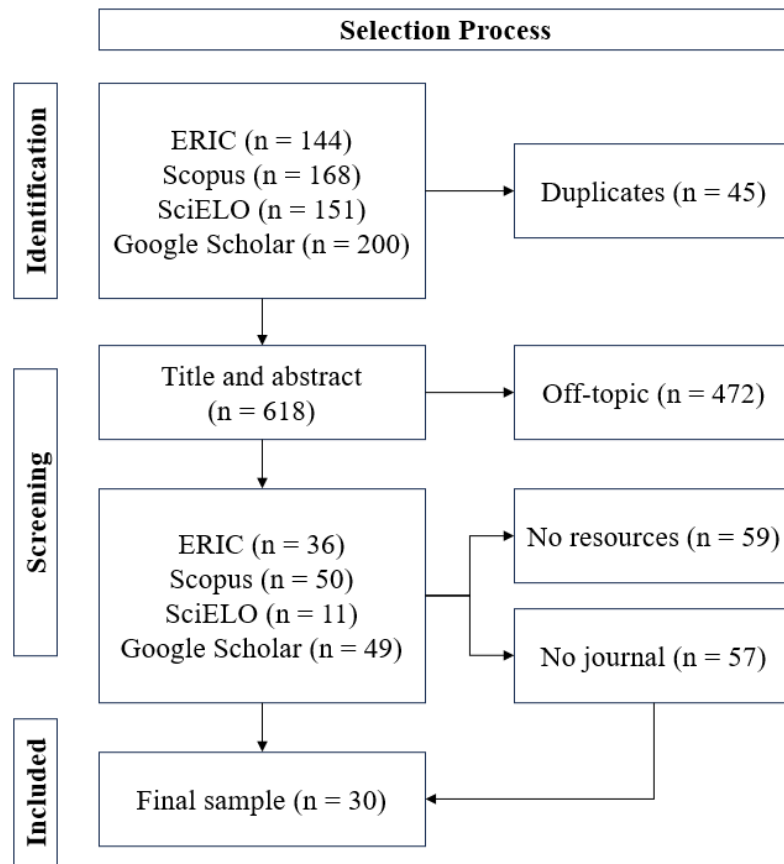 Selection Process
Identification
ERIC (n = 144)
Scopus (n = 168)
SciELO (n = 151)
Google Scholar (n = 200)
Duplicates (n = 45)
Screening
Title and abstract
(n = 618)
Off-topic (n = 472)
ERIC (n = 36)
Scopus (n = 50)
SciELO (n = 11)
Google Scholar (n = 49)
No resources (n = 59)
No journal (n = 57)
Included
Final sample (n = 30)